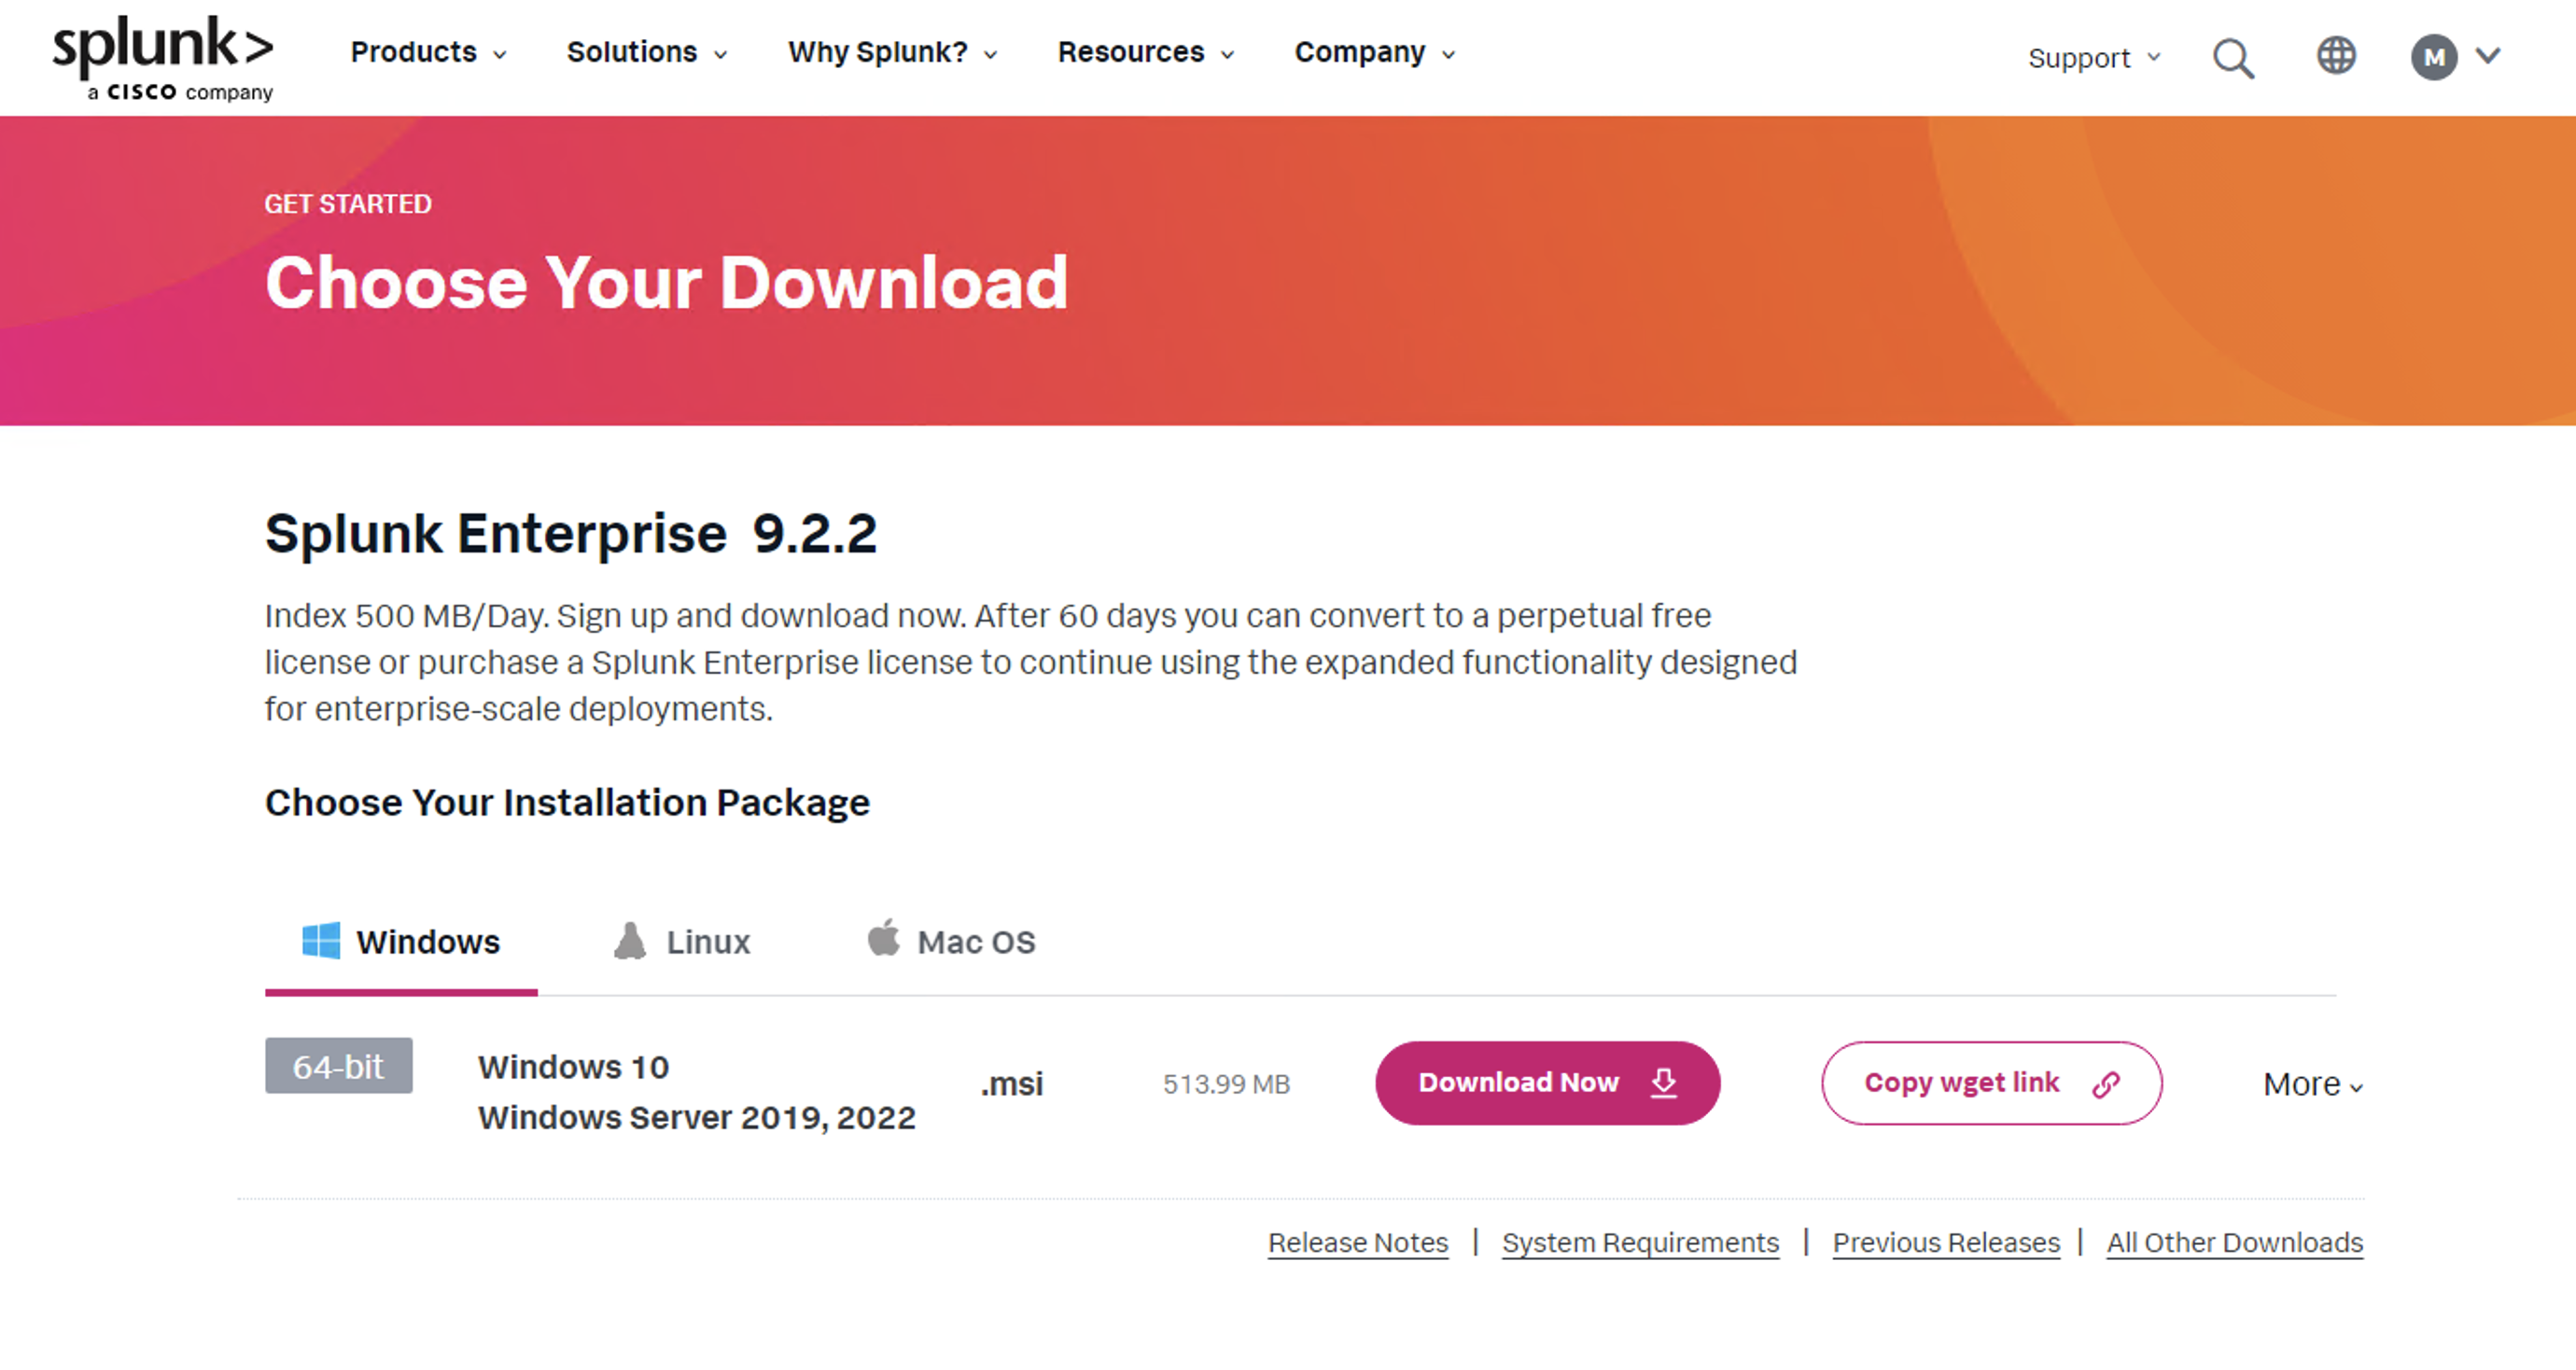 splunk>
a CISCO company
Products
Solutions
Why Splunk?
Resources
Company
Support
M
GET STARTED
Choose Your Download
Splunk Enterprise 9.2.2
Index 500 MB/Day. Sign up and download now. After 60 days you can convert to a perpetual free
license or purchase a Splunk Enterprise license to continue using the expanded functionality designed
for enterprise-scale deployments.
Choose Your Installation Package
Windows
Linux
Mac OS
64-bit
Windows 10
Windows Server 2019, 2022
.msi
513.99 MB
Download Now
Copy wget link
More
Release Notes | System Requirements | Previous Releases | All Other Downloads